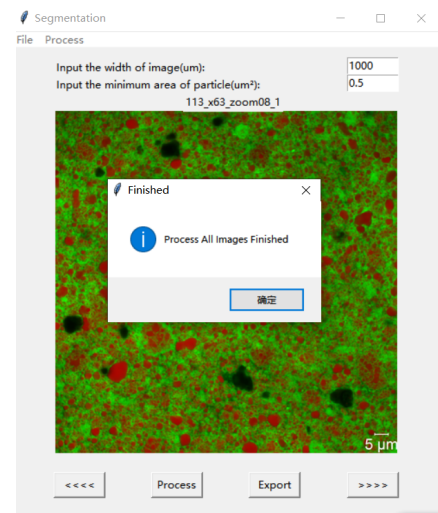 Segmentation
File Process
Input the width of image(um): 1000
Input the minimum area of particle(um²): 0.5
113_x63_zoom08_1
Finished
Process All Images Finished
确定
5 µm
<<<< Process Export >>>>